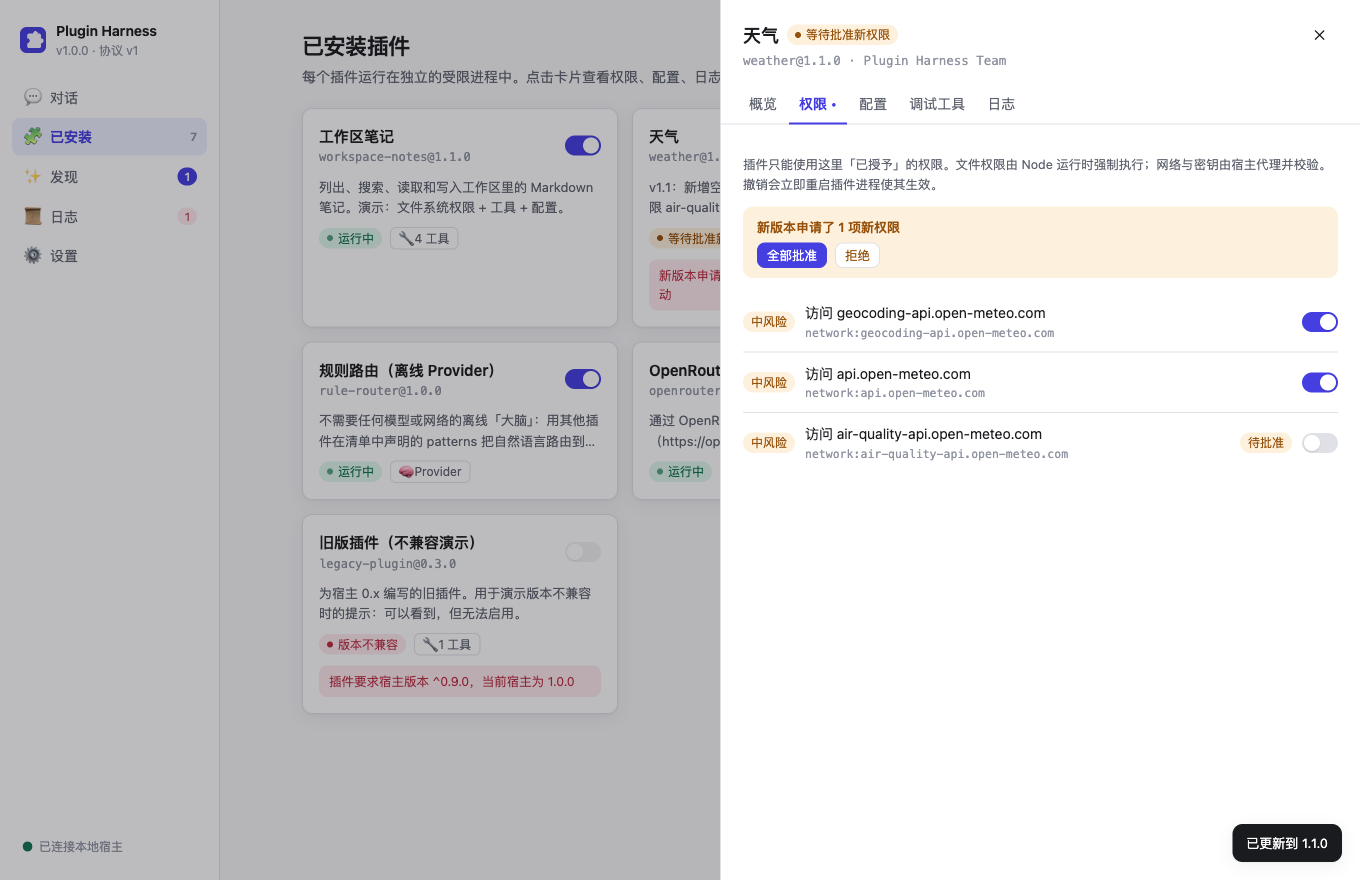 Plugin Harness
v1.0.0 · 协议 v1
对话
已安装 7
发现 1
日志 1
设置
已连接本地宿主
已安装插件
每个插件运行在独立的受限进程中。点击卡片查看权限、配置、日志
工作区笔记
workspace-notes@1.1.0
列出、搜索、读取和写入工作区里的 Markdown
笔记。演示：文件系统权限 + 工具 + 配置。
运行中 4 工具
天气
weather@1.
v1.1：新增空
限 air-qualit
等待批准新
新版本申请
动
规则路由（离线 Provider）
rule-router@1.0.0
不需要任何模型或网络的离线「大脑」：用其他插
件在清单中声明的 patterns 把自然语言路由到...
运行中 Provider
OpenRout
openrouter
通过 OpenR
（https://op
运行中
旧版插件（不兼容演示）
legacy-plugin@0.3.0
为宿主 0.x 编写的旧插件。用于演示版本不兼容
时的提示：可以看到，但无法启用。
版本不兼容 1 工具
插件要求宿主版本 ^0.9.0，当前宿主为 1.0.0
天气 等待批准新权限
weather@1.1.0 · Plugin Harness Team
概览 权限 • 配置 调试工具 日志
插件只能使用这里「已授予」的权限。文件权限由 Node 运行时强制执行；网络与密钥由宿主代理并校验。
撤销会立即重启插件进程使其生效。
新版本申请了 1 项新权限
全部批准 拒绝
中风险 访问 geocoding-api.open-meteo.com
network:geocoding-api.open-meteo.com
中风险 访问 api.open-meteo.com
network:api.open-meteo.com
中风险 访问 air-quality-api.open-meteo.com 待批准
network:air-quality-api.open-meteo.com
已更新到 1.1.0